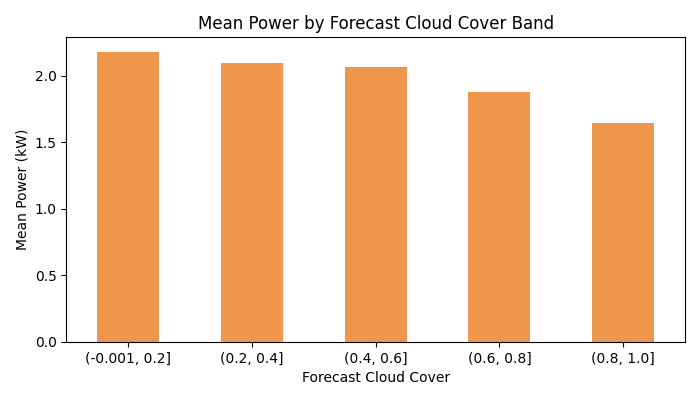 Mean Power by Forecast Cloud Cover Band
Mean Power (kW)
2.0
1.5
1.0
0.5
0.0
(-0.001, 0.2] (0.2, 0.4] (0.4, 0.6] (0.6, 0.8] (0.8, 1.0]
Forecast Cloud Cover